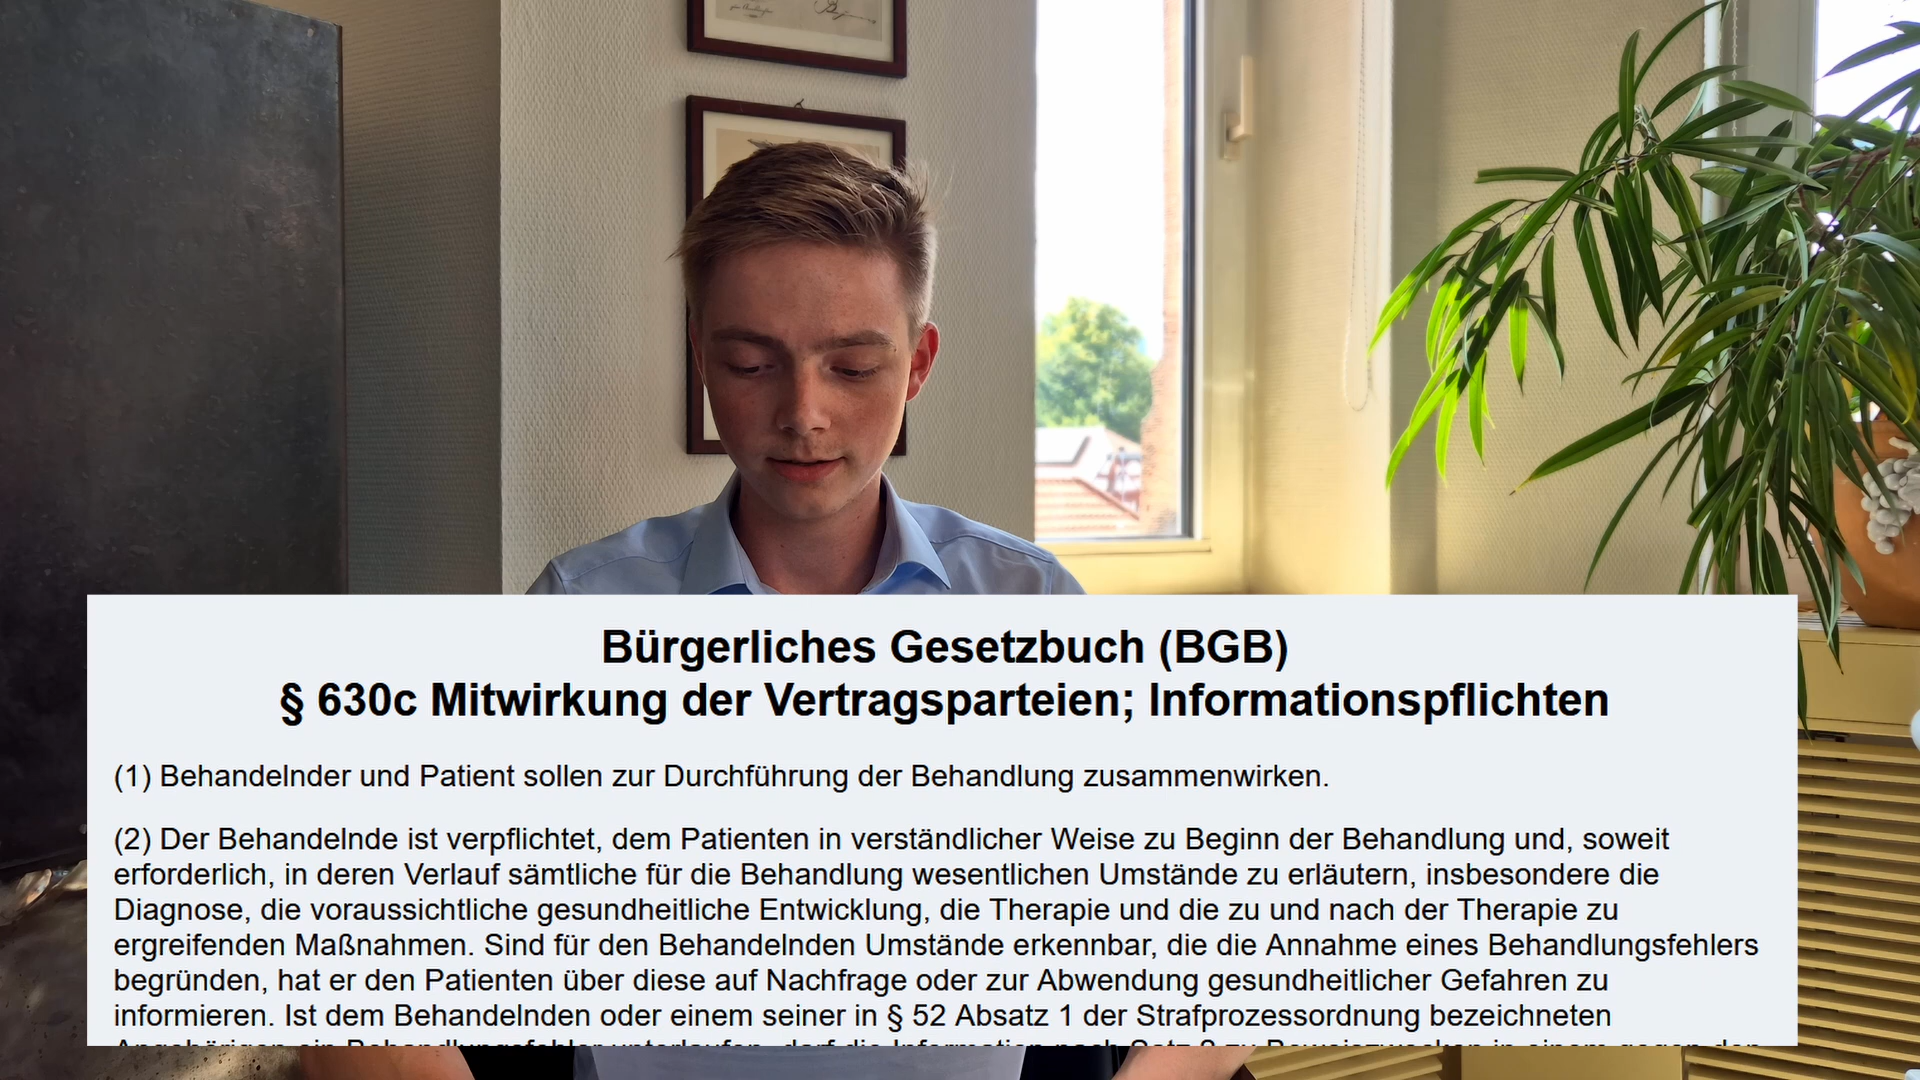 Bürgerliches Gesetzbuch (BGB)
§ 630c Mitwirkung der Vertragsparteien; Informationspflichten
(1) Behandelnder und Patient sollen zur Durchführung der Behandlung zusammenwirken.
(2) Der Behandelnde ist verpflichtet, dem Patienten in verständlicher Weise zu Beginn der Behandlung und, soweit
erforderlich, in deren Verlauf sämtliche für die Behandlung wesentlichen Umstände zu erläutern, insbesondere die
Diagnose, die voraussichtliche gesundheitliche Entwicklung, die Therapie und die zu und nach der Therapie zu
ergreifenden Maßnahmen. Sind für den Behandelnden Umstände erkennbar, die die Annahme eines Behandlungsfehlers
begründen, hat er den Patienten über diese auf Nachfrage oder zur Abwendung gesundheitlicher Gefahren zu
informieren. Ist dem Behandelnden oder einem seiner in § 52 Absatz 1 der Strafprozessordnung bezeichneten